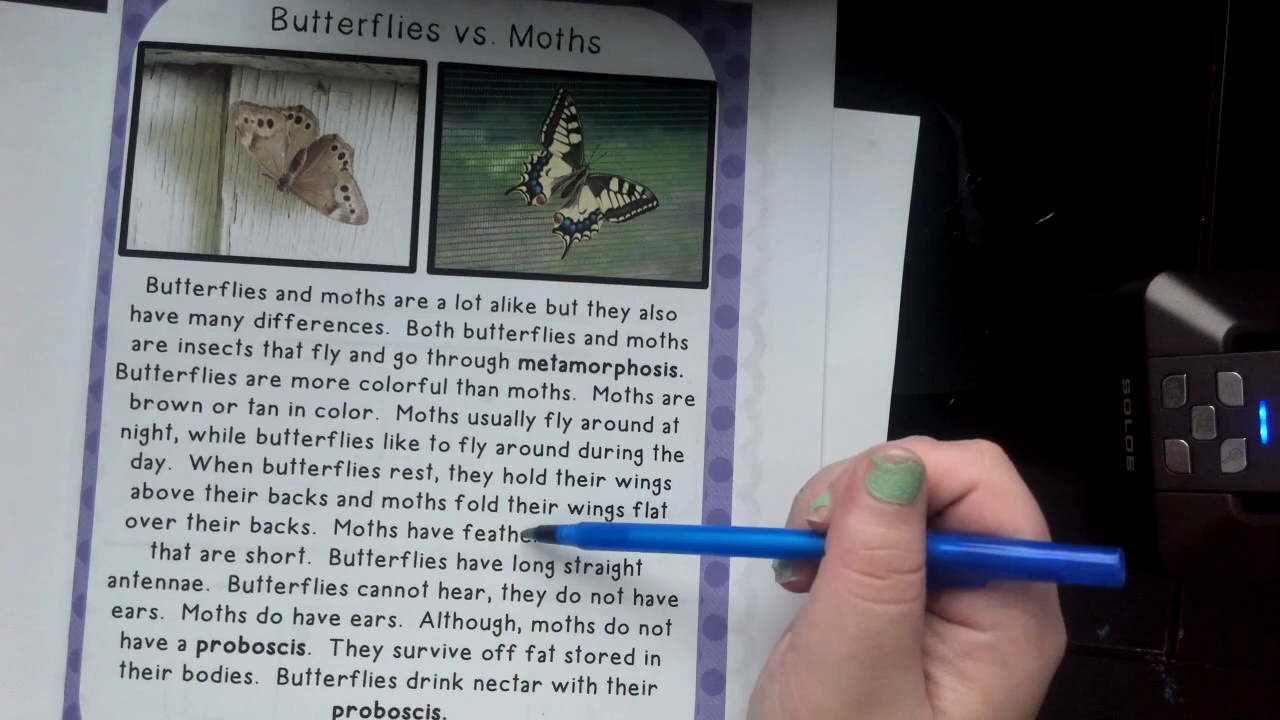 Butterflies vs. Moths
Butterflies and moths are a lot alike but they also
have many differences. Both butterflies and moths
are insects that fly and go through metamorphosis.
Butterflies are more colorful than moths. Moths are
brown or tan in color. Moths usually fly around at
night, while butterflies like to fly around during the
day. When butterflies rest, they hold their wings
above their backs and moths fold their wings flat
over their backs. Moths have
that are short. Butterflies have long straight
antennae. Butterflies cannot hear, they do not have
ears. Moths do have ears. Although, moths do not
have a proboscis. They survive off fat stored in
their bodies. Butterflies drink nectar with their
proboscis.
SOLO8